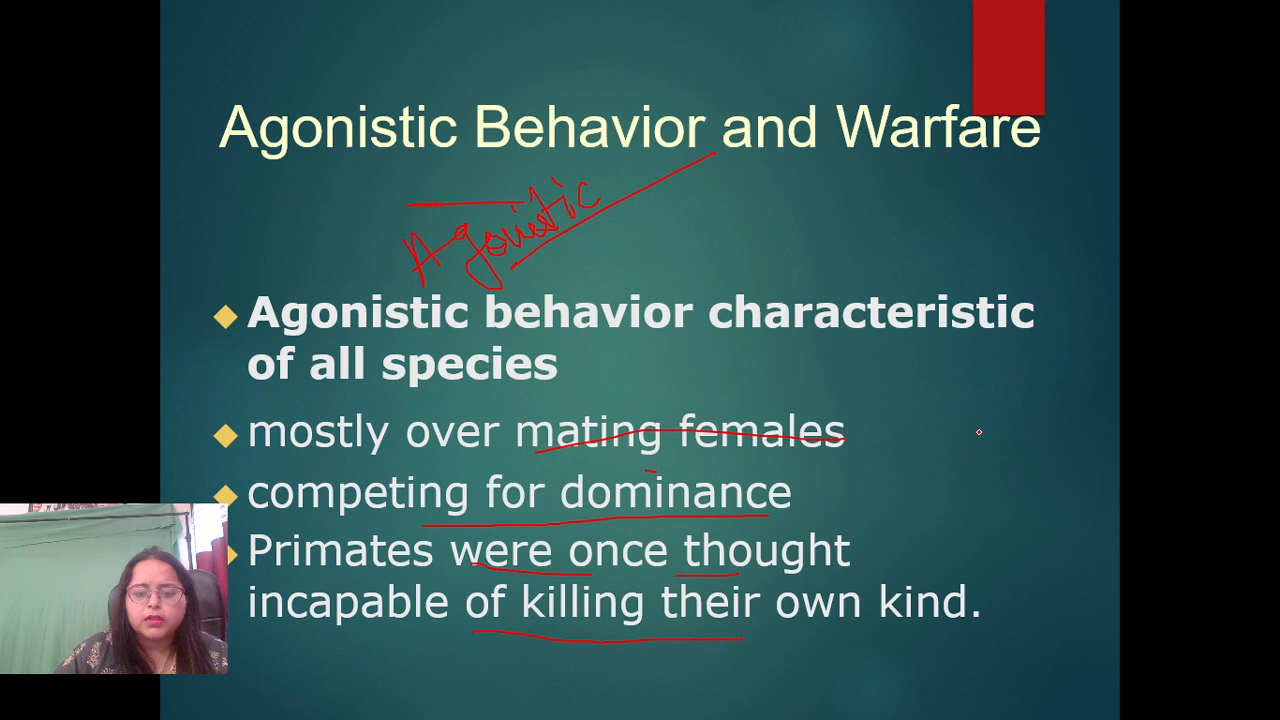 Agonistic Behavior and Warfare
Agonistic
Agonistic behavior characteristic
of all species
mostly over mating females
competing for dominance
Primates were once thought
incapable of killing their own kind.